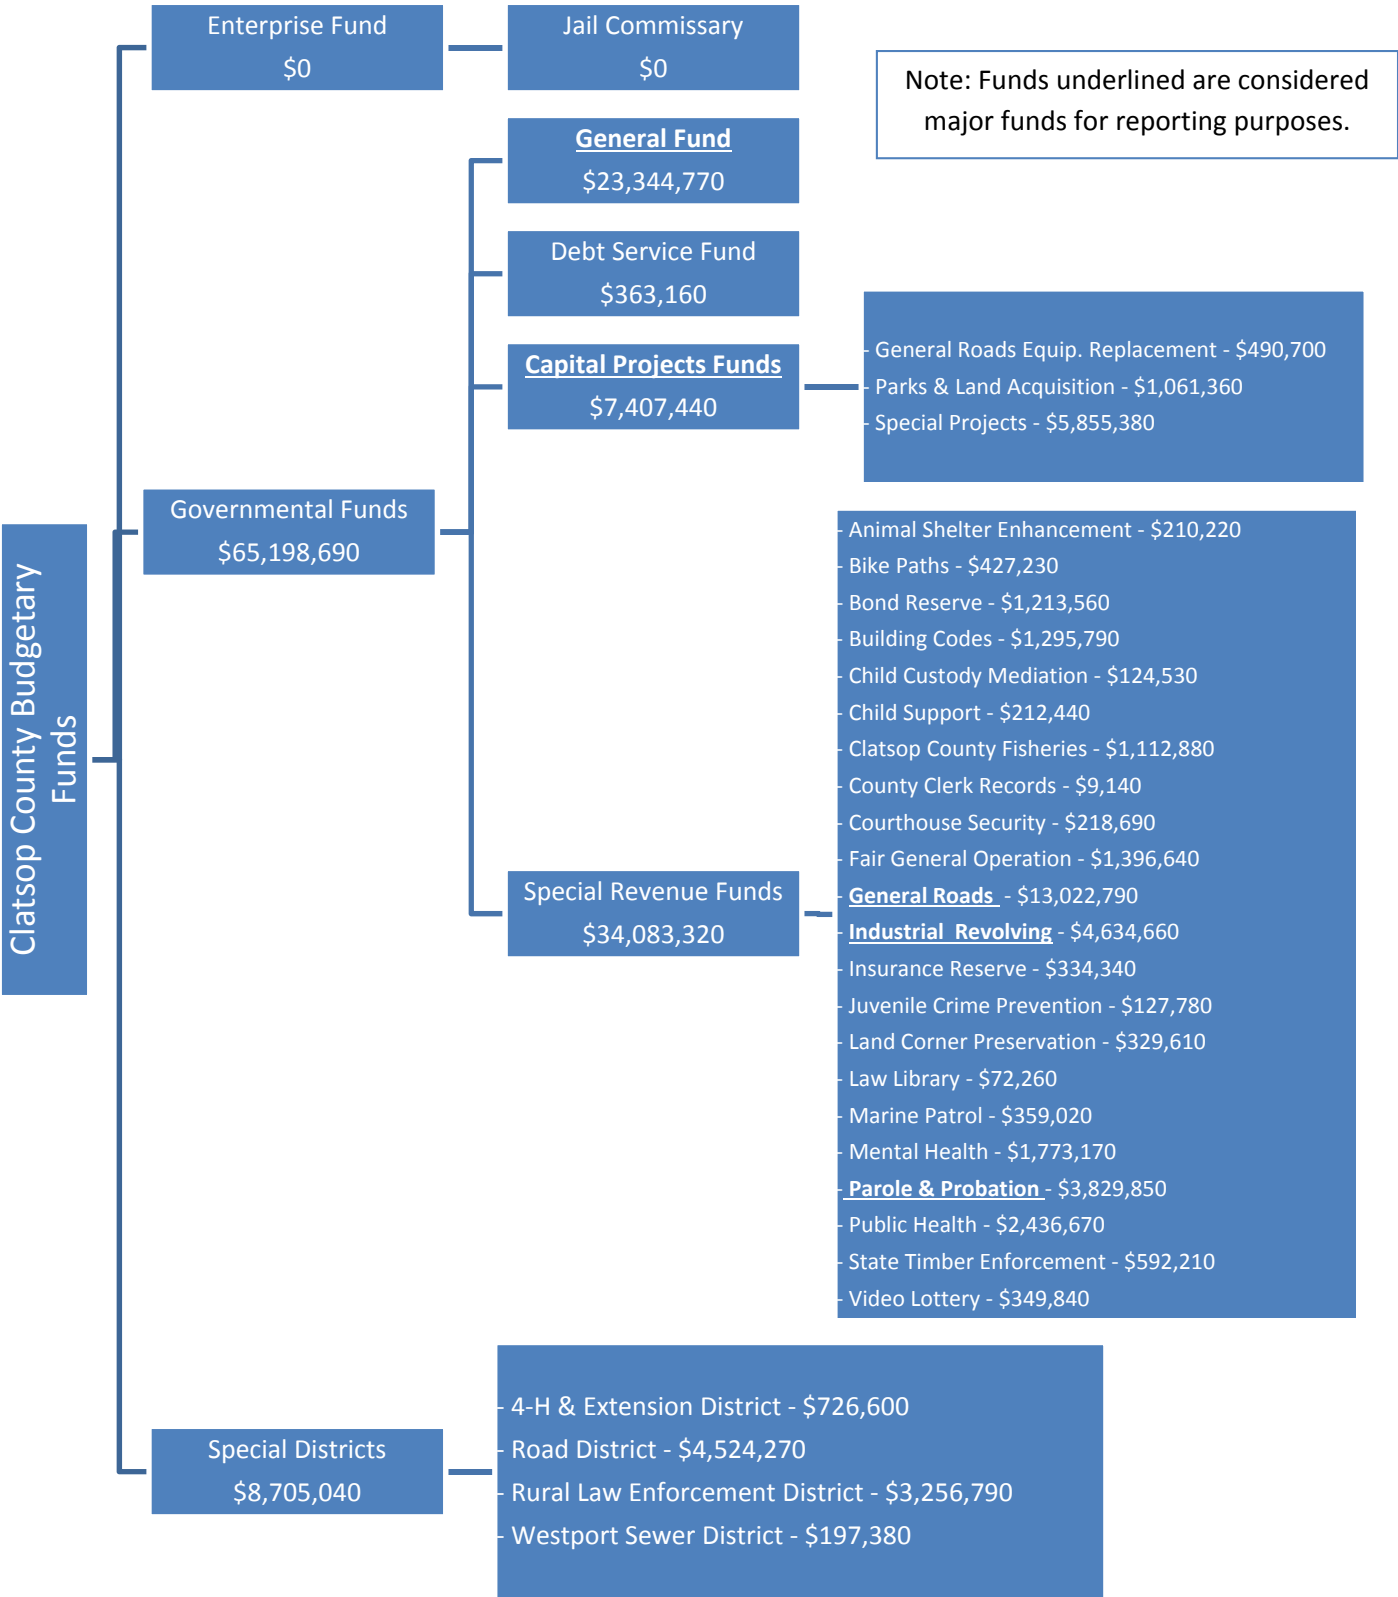 Enterprise Fund
$0
Jail Commissary
$0
Note: Funds underlined are considered
major funds for reporting purposes.
General Fund
$23,344,770
Debt Service Fund
$363,160
Capital Projects Funds
$7,407,440
- General Roads Equip. Replacement - $490,700
- Parks & Land Acquisition - $1,061,360
- Special Projects - $5,855,380
Governmental Funds
$65,198,690
Clatsop County Budgetary
Funds
Special Revenue Funds
$34,083,320
- Animal Shelter Enhancement - $210,220
- Bike Paths - $427,230
- Bond Reserve - $1,213,560
- Building Codes - $1,295,790
- Child Custody Mediation - $124,530
- Child Support - $212,440
- Clatsop County Fisheries - $1,112,880
- County Clerk Records - $9,140
- Courthouse Security - $218,690
- Fair General Operation - $1,396,640
- General Roads - $13,022,790
- Industrial Revolving - $4,634,660
- Insurance Reserve - $334,340
- Juvenile Crime Prevention - $127,780
- Land Corner Preservation - $329,610
- Law Library - $72,260
- Marine Patrol - $359,020
- Mental Health - $1,773,170
- Parole & Probation - $3,829,850
- Public Health - $2,436,670
- State Timber Enforcement - $592,210
- Video Lottery - $349,840
Special Districts
$8,705,040
- 4-H & Extension District - $726,600
- Road District - $4,524,270
- Rural Law Enforcement District - $3,256,790
- Westport Sewer District - $197,380